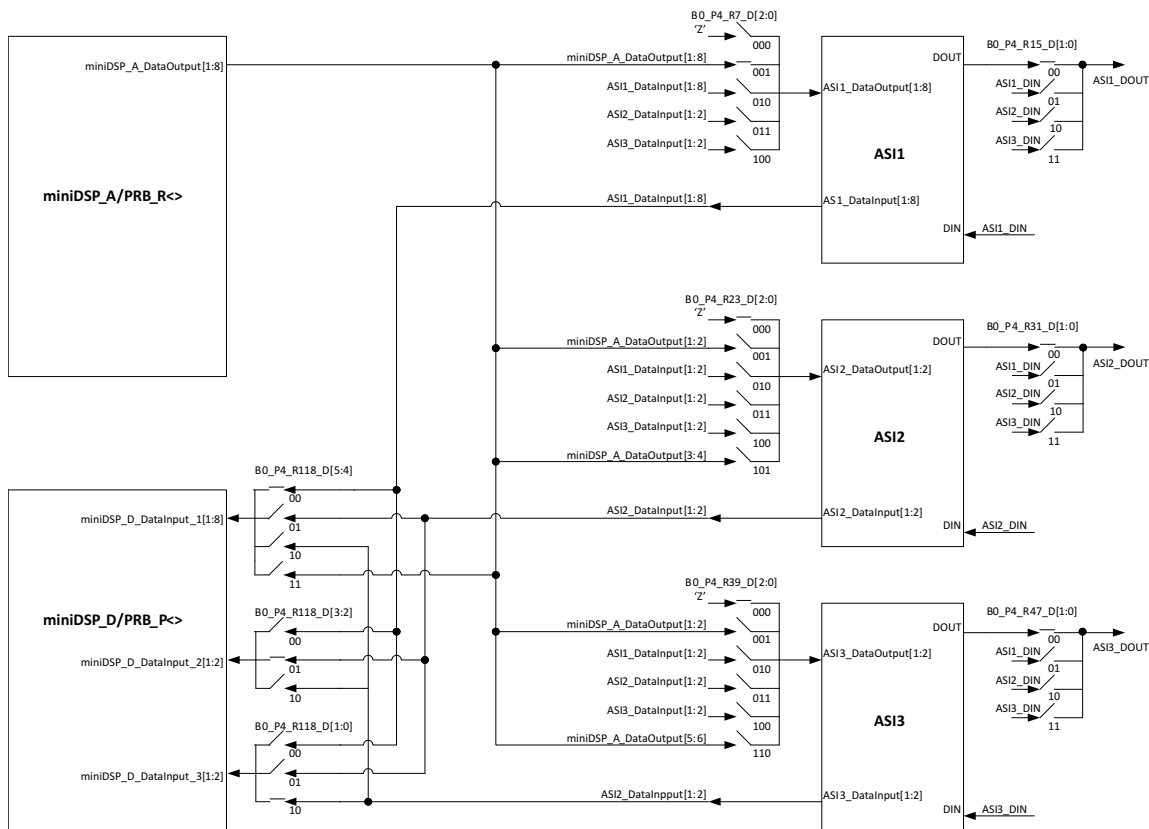 B0_P4_R7_D[2:0]
'Z'
000
miniDSP_A_DataOutput[1:8]
miniDSP_A_DataOutput[1:8]
001
ASI1_DataInput[1:8]
010
ASI2_DataInput[1:2]
011
ASI3_DataInput[1:2]
100
miniDSP_A/PRB_R<>
ASI1_DataInput[1:8]
DOUT
ASI1_DataOutput[1:8]
ASI1
AS1_DataInput[1:8]
DIN
ASI1_DIN
B0_P4_R15_D[1:0]
00
ASI1_DIN
01
ASI2_DIN
10
ASI3_DIN
11
ASI1_DOUT
B0_P4_R23_D[2:0]
'Z'
000
miniDSP_A_DataOutput[1:2]
001
ASI1_DataInput[1:2]
010
ASI2_DataInput[1:2]
011
ASI3_DataInput[1:2]
100
miniDSP_A_DataOutput[3:4]
101
ASI2_DataInput[1:2]
DOUT
ASI2_DataOutput[1:2]
ASI2
ASI2_DataInput[1:2]
DIN
ASI2_DIN
B0_P4_R31_D[1:0]
00
ASI1_DIN
01
ASI2_DIN
10
ASI3_DIN
11
ASI2_DOUT
B0_P4_R118_D[5:4]
00
miniDSP_D_DataInput_1[1:8]
01
10
11
miniDSP_D/PRB_P<>
B0_P4_R118_D[3:2]
00
miniDSP_D_DataInput_2[1:2]
01
10
B0_P4_R118_D[1:0]
00
miniDSP_D_DataInput_3[1:2]
01
10
B0_P4_R39_D[2:0]
'Z'
000
miniDSP_A_DataOutput[1:2]
001
ASI1_DataInput[1:2]
010
ASI2_DataInput[1:2]
011
ASI3_DataInput[1:2]
100
miniDSP_A_DataOutput[5:6]
110
ASI2_DataInpput[1:2]
DOUT
ASI3_DataOutput[1:2]
ASI3
ASI3_DataInput[1:2]
DIN
ASI3_DIN
B0_P4_R47_D[1:0]
00
ASI1_DIN
01
ASI2_DIN
10
ASI3_DIN
11
ASI3_DOUT